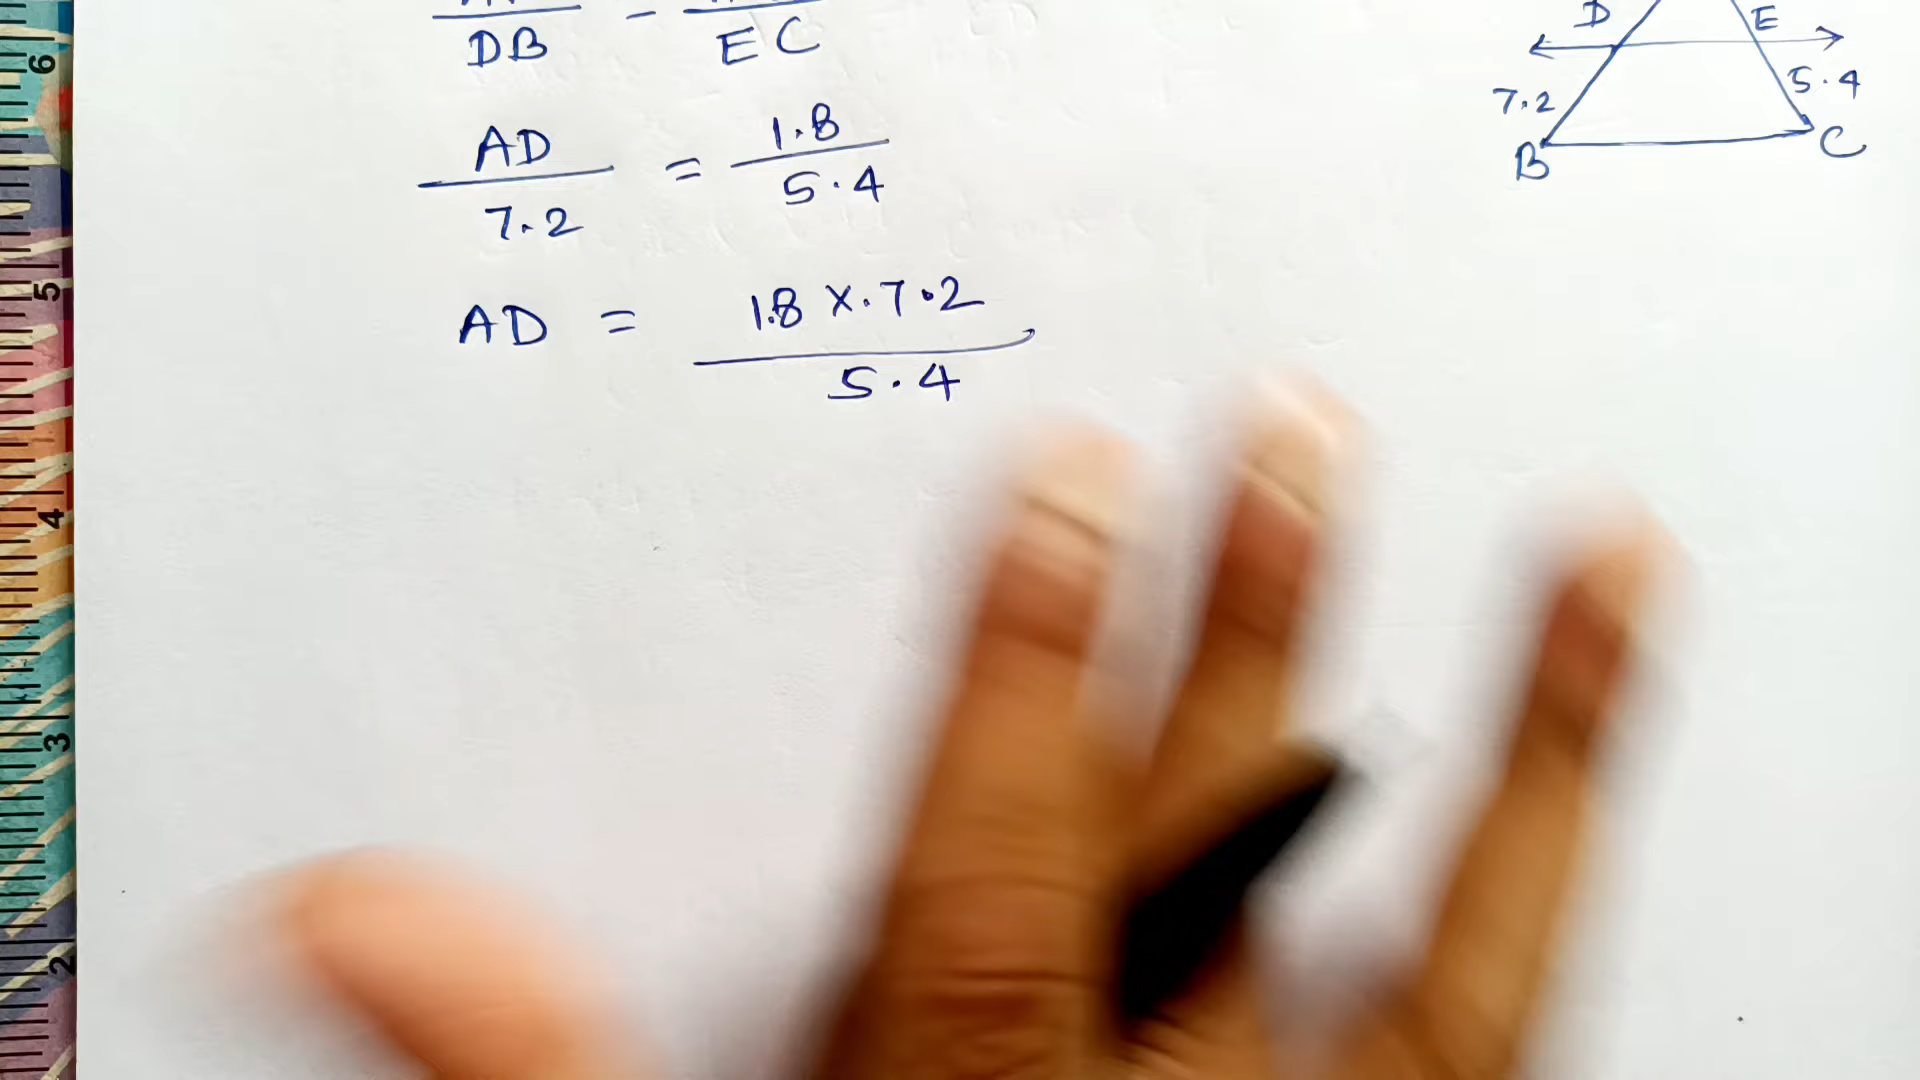 DB - EC
AD / 7.2 = 1.8 / 5.4
AD = 1.8 x. 7.2 / 5.4
D
E
7.2
5.4
B
C
6
5
4
3
2